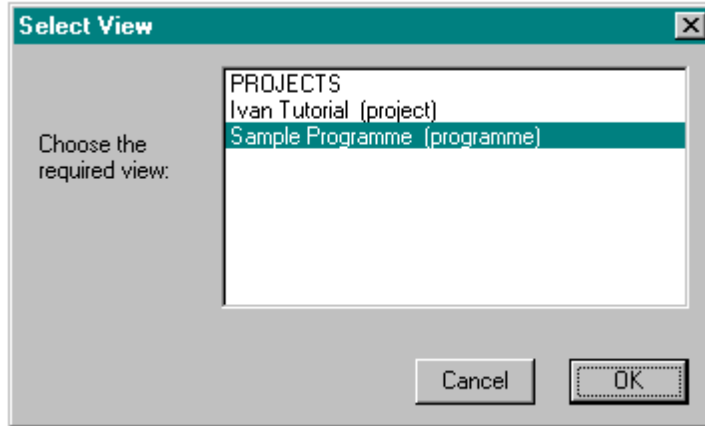 Select View
PROJECTS
Ivan Tutorial (project)
Sample Programme (programme)
Choose the
required view:
Cancel
OK